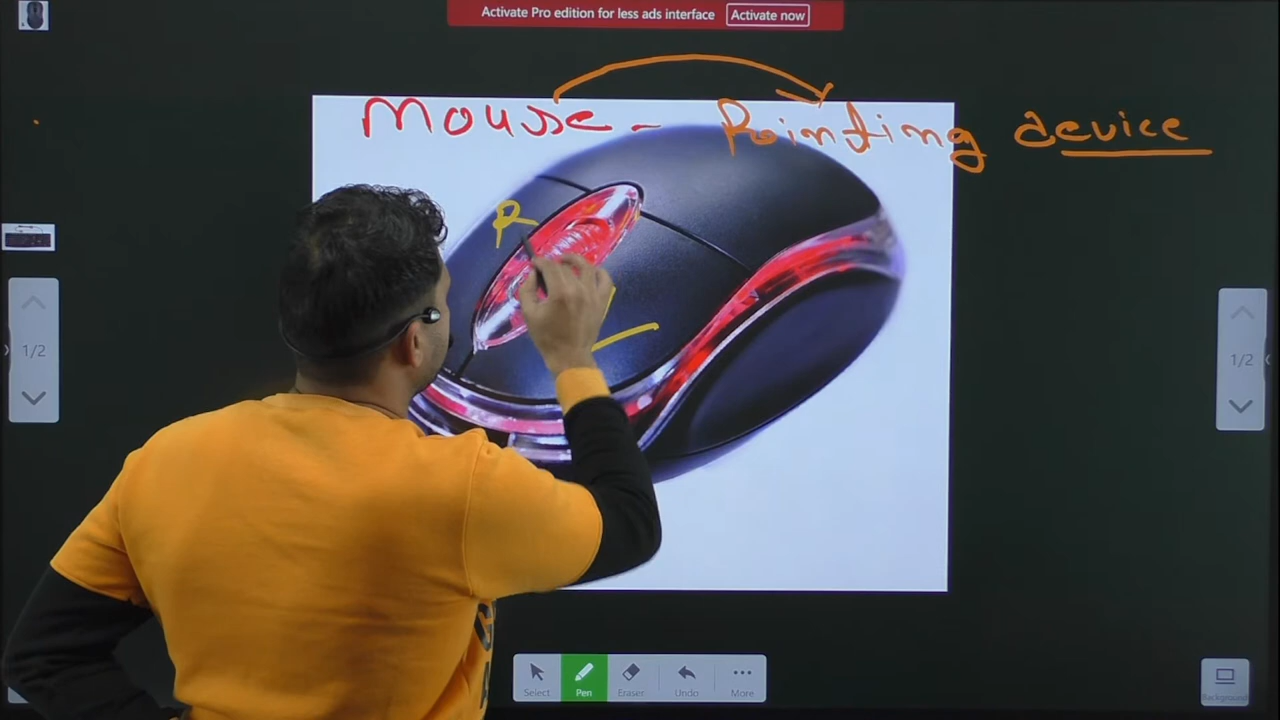 Activate Pro edition for less ads interface Activate now
Mouse - Pointing device
R
1/2
1/2
Select Pen Eraser Undo More
Background